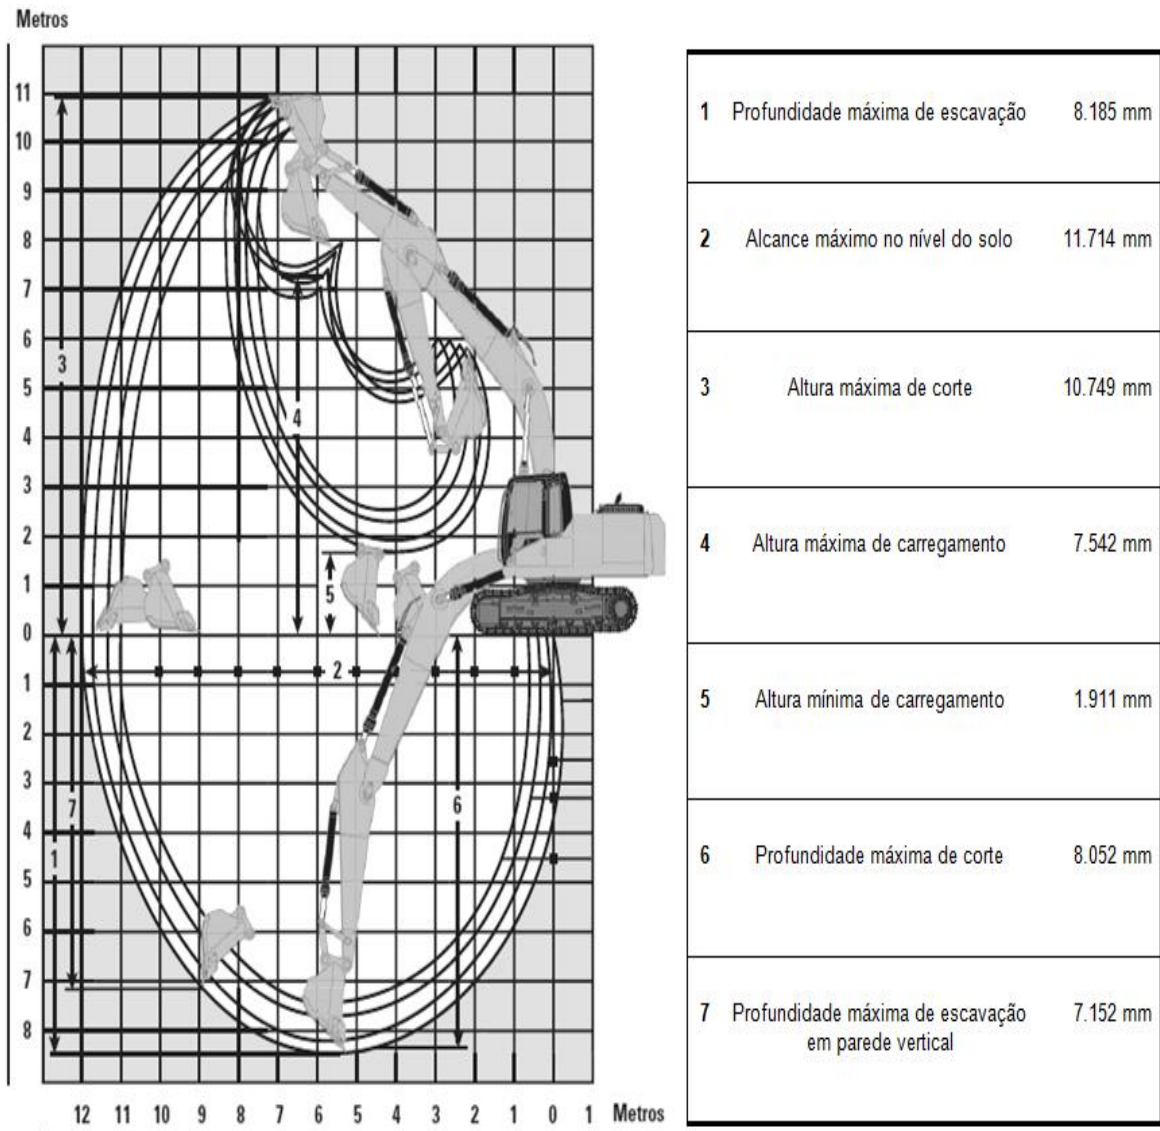 Metros
11
10
9
8
7
6
5
4
3
2
1
0
1
2
3
4
5
6
7
8
3
4
5
2
7
1
6
12 11 10 9 8 7 6 5 4 3 2 1 0 1 Metros
1 Profundidade máxima de escavação 8.185 mm
2 Alcance máximo no nível do solo 11.714 mm
3 Altura máxima de corte 10.749 mm
4 Altura máxima de carregamento 7.542 mm
5 Altura mínima de carregamento 1.911 mm
6 Profundidade máxima de corte 8.052 mm
7 Profundidade máxima de escavação 7.152 mm
em parede vertical